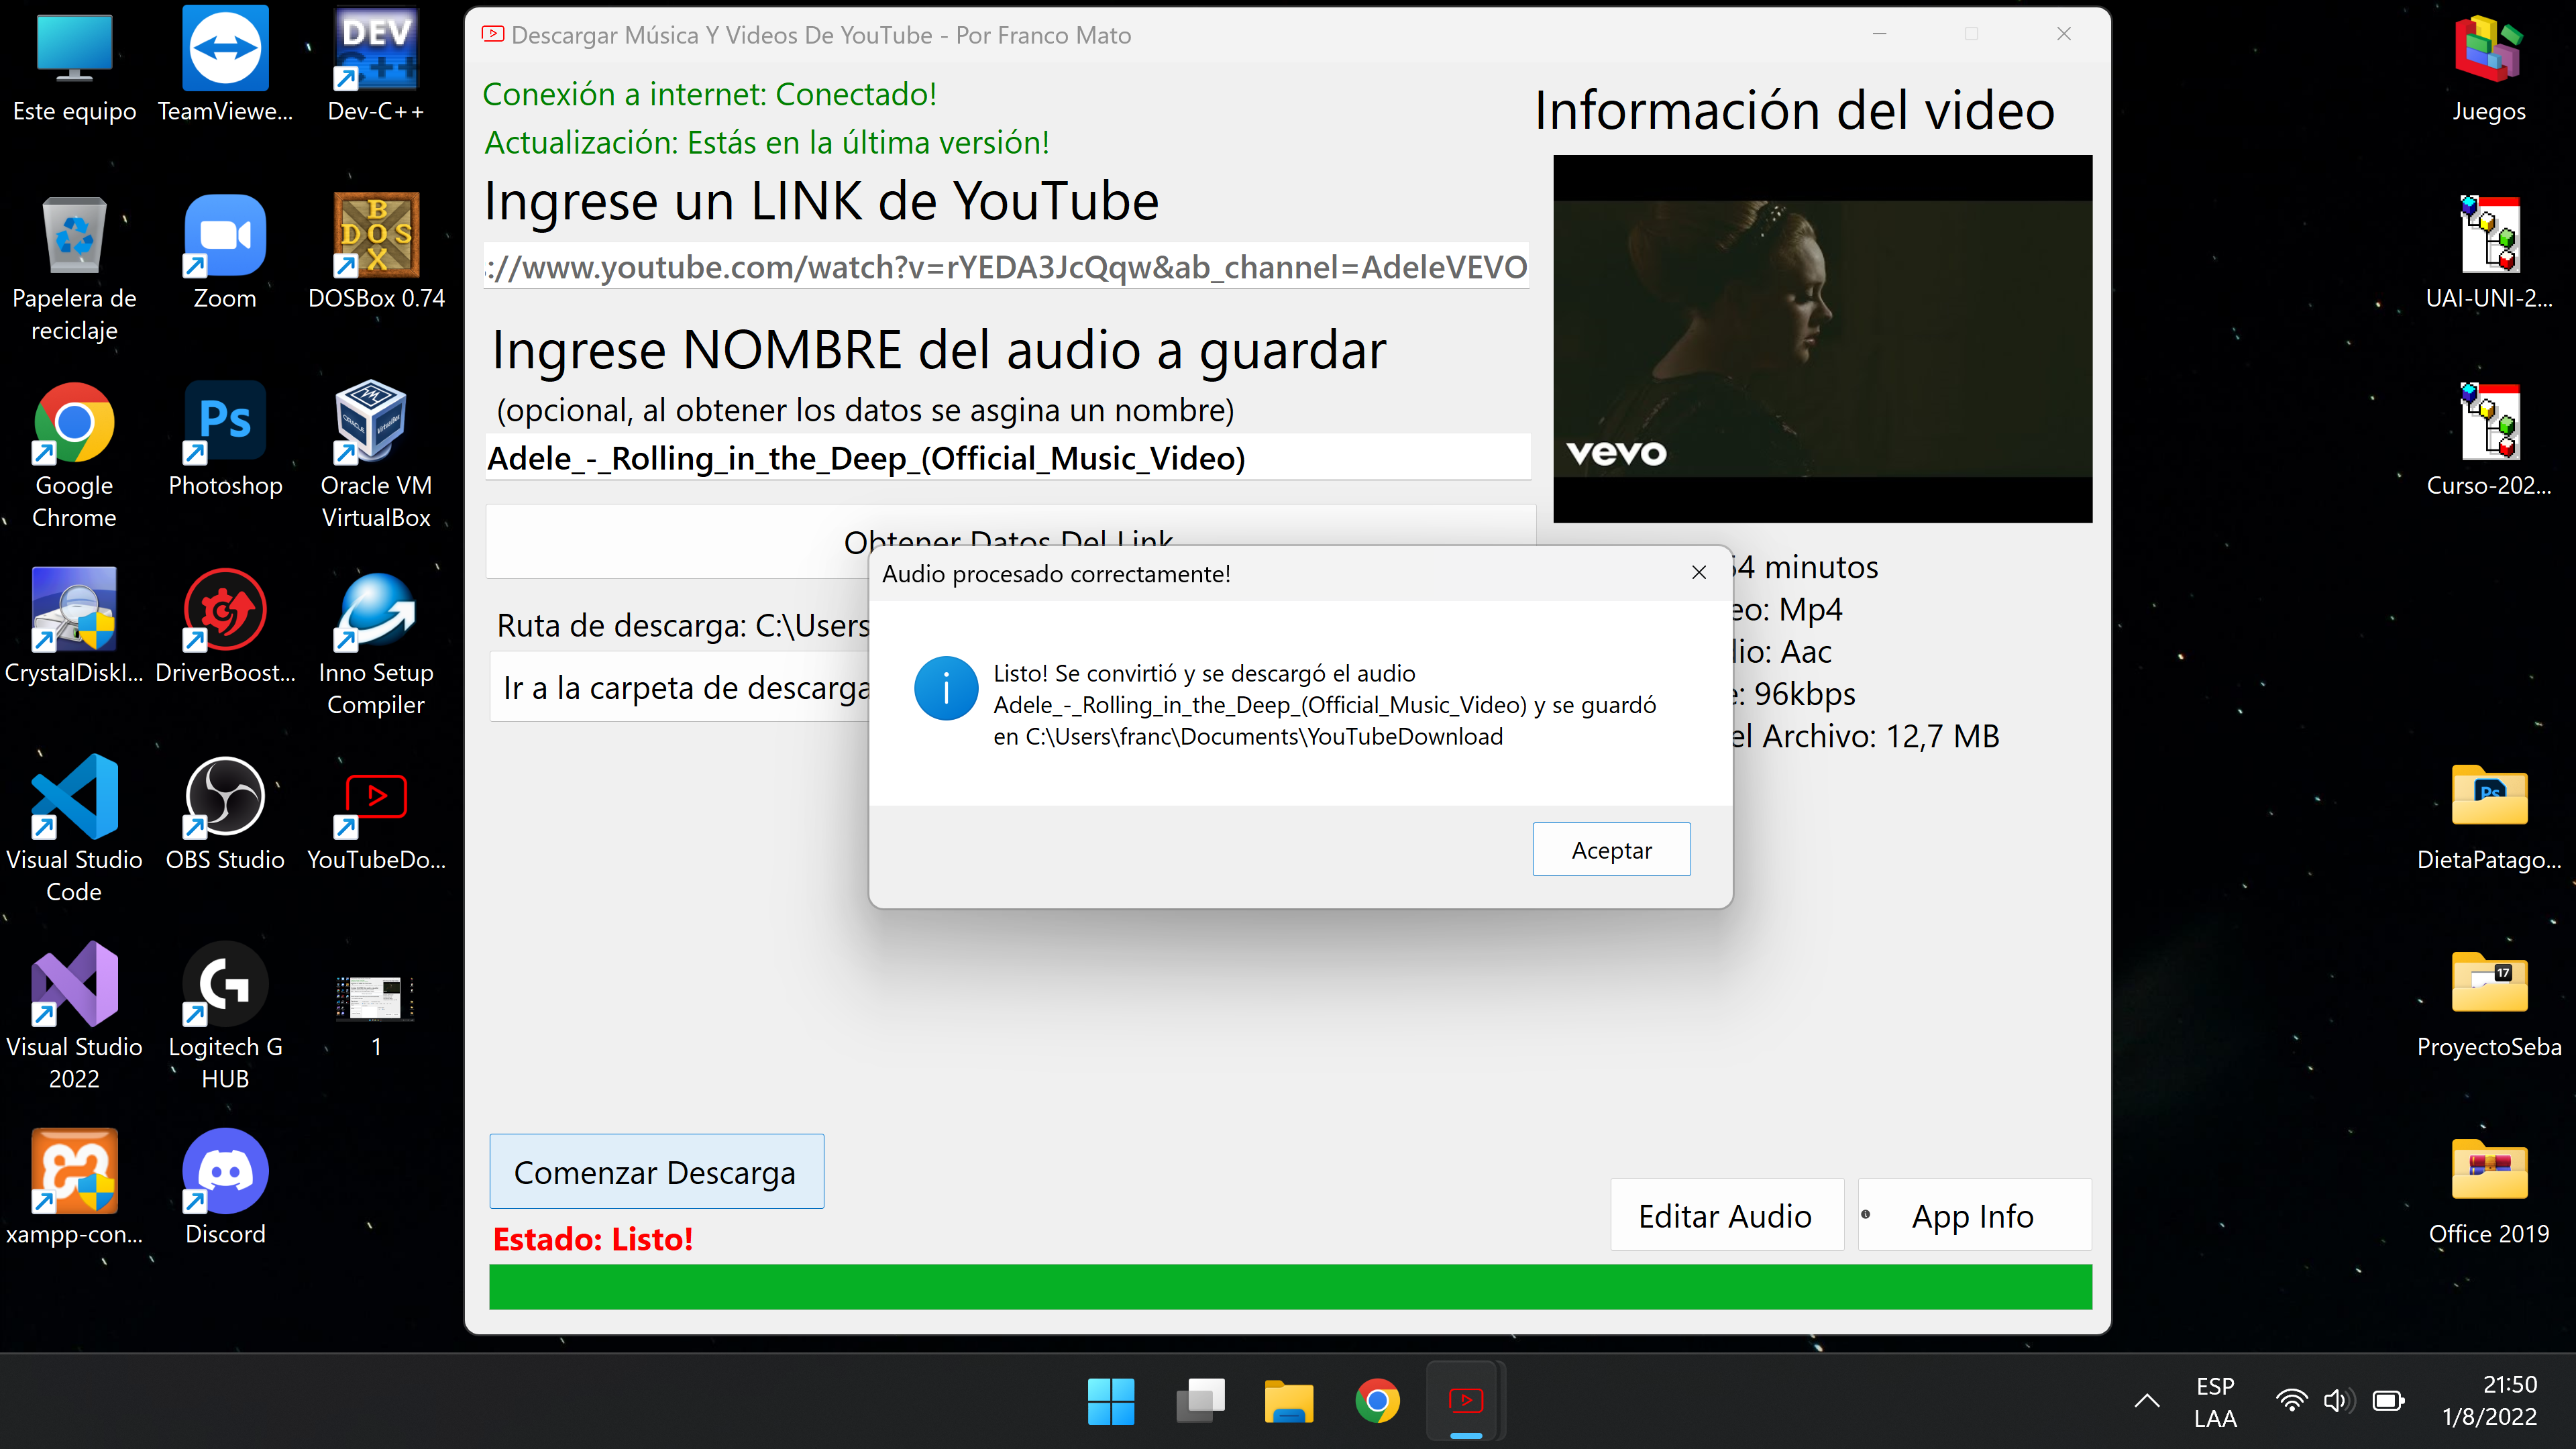 Este equipo
TeamViewe...
DEV
C++
Dev-C++
Papelera de
reciclaje
Zoom
BOX
DOS
DOSBox 0.74
Google
Chrome
Ps
Photoshop
Oracle VM
VirtualBox
CrystalDiskI...
DriverBoost...
Inno Setup
Compiler
Visual Studio
Code
OBS Studio
YouTubeDo...
Visual Studio
2022
Logitech G
HUB
1
xampp-con...
Discord
Descargar Música Y Videos De YouTube - Por Franco Mato
Conexión a internet: Conectado!
Actualización: Estás en la última versión!
Ingrese un LINK de YouTube
://www.youtube.com/watch?v=rYEDA3JcQqw&ab_channel=AdeleVEVO
Ingrese NOMBRE del audio a guardar
(opcional, al obtener los datos se asgina un nombre)
Adele_-_Rolling_in_the_Deep_(Official_Music_Video)
Obtener Datos Del Link
Ruta de descarga: C:\Users
Ir a la carpeta de descarga
Información del video
vevo
54 minutos
eo: Mp4
dio: Aac
e: 96kbps
el Archivo: 12,7 MB
Audio procesado correctamente!
Listo! Se convirtió y se descargó el audio
Adele_-_Rolling_in_the_Deep_(Official_Music_Video) y se guardó
en C:\Users\franc\Documents\YouTubeDownload
Aceptar
Comenzar Descarga
Estado: Listo!
Editar Audio
App Info
Juegos
UAI-UNI-2...
Curso-202...
Ps
DietaPatago...
17
ProyectoSeba
Office 2019
ESP
LAA
21:50
1/8/2022